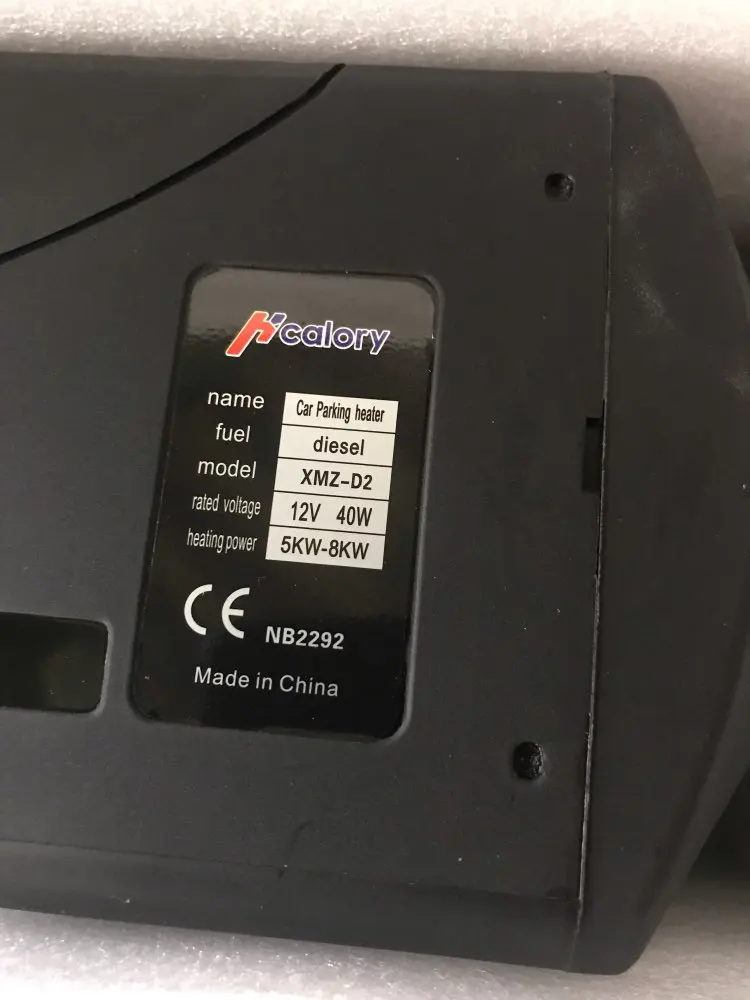 Hcalory
name Car Parking heater
fuel diesel
model XMZ-D2
rated voltage 12V 40W
heating power 5KW-8KW
CE NB2292
Made in China